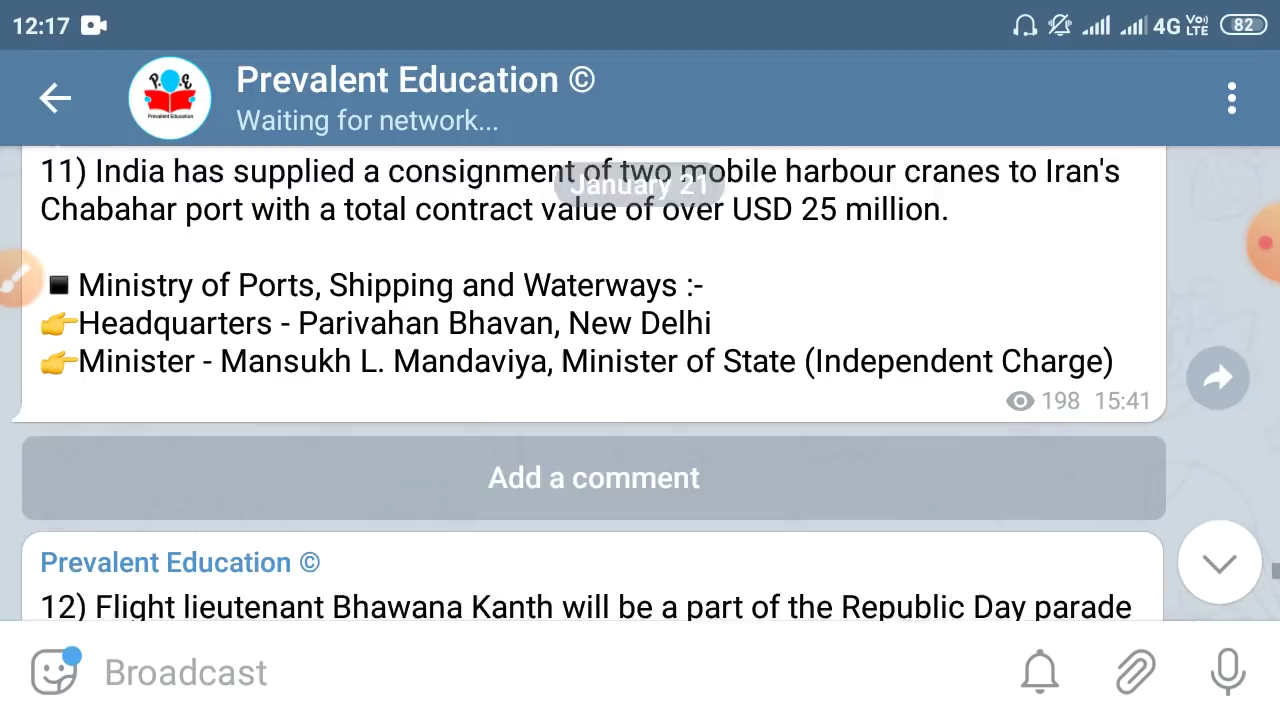 12:17 4G Vo)) LTE 82
P.O.E
Prevalent Education
Prevalent Education ©
Waiting for network...
11) India has supplied a consignment of two mobile harbour cranes to Iran's
January 21
Chabahar port with a total contract value of over USD 25 million.
◾Ministry of Ports, Shipping and Waterways :-
👉Headquarters - Parivahan Bhavan, New Delhi
👉Minister - Mansukh L. Mandaviya, Minister of State (Independent Charge)
198 15:41
Add a comment
Prevalent Education ©
12) Flight lieutenant Bhawana Kanth will be a part of the Republic Day parade
Broadcast